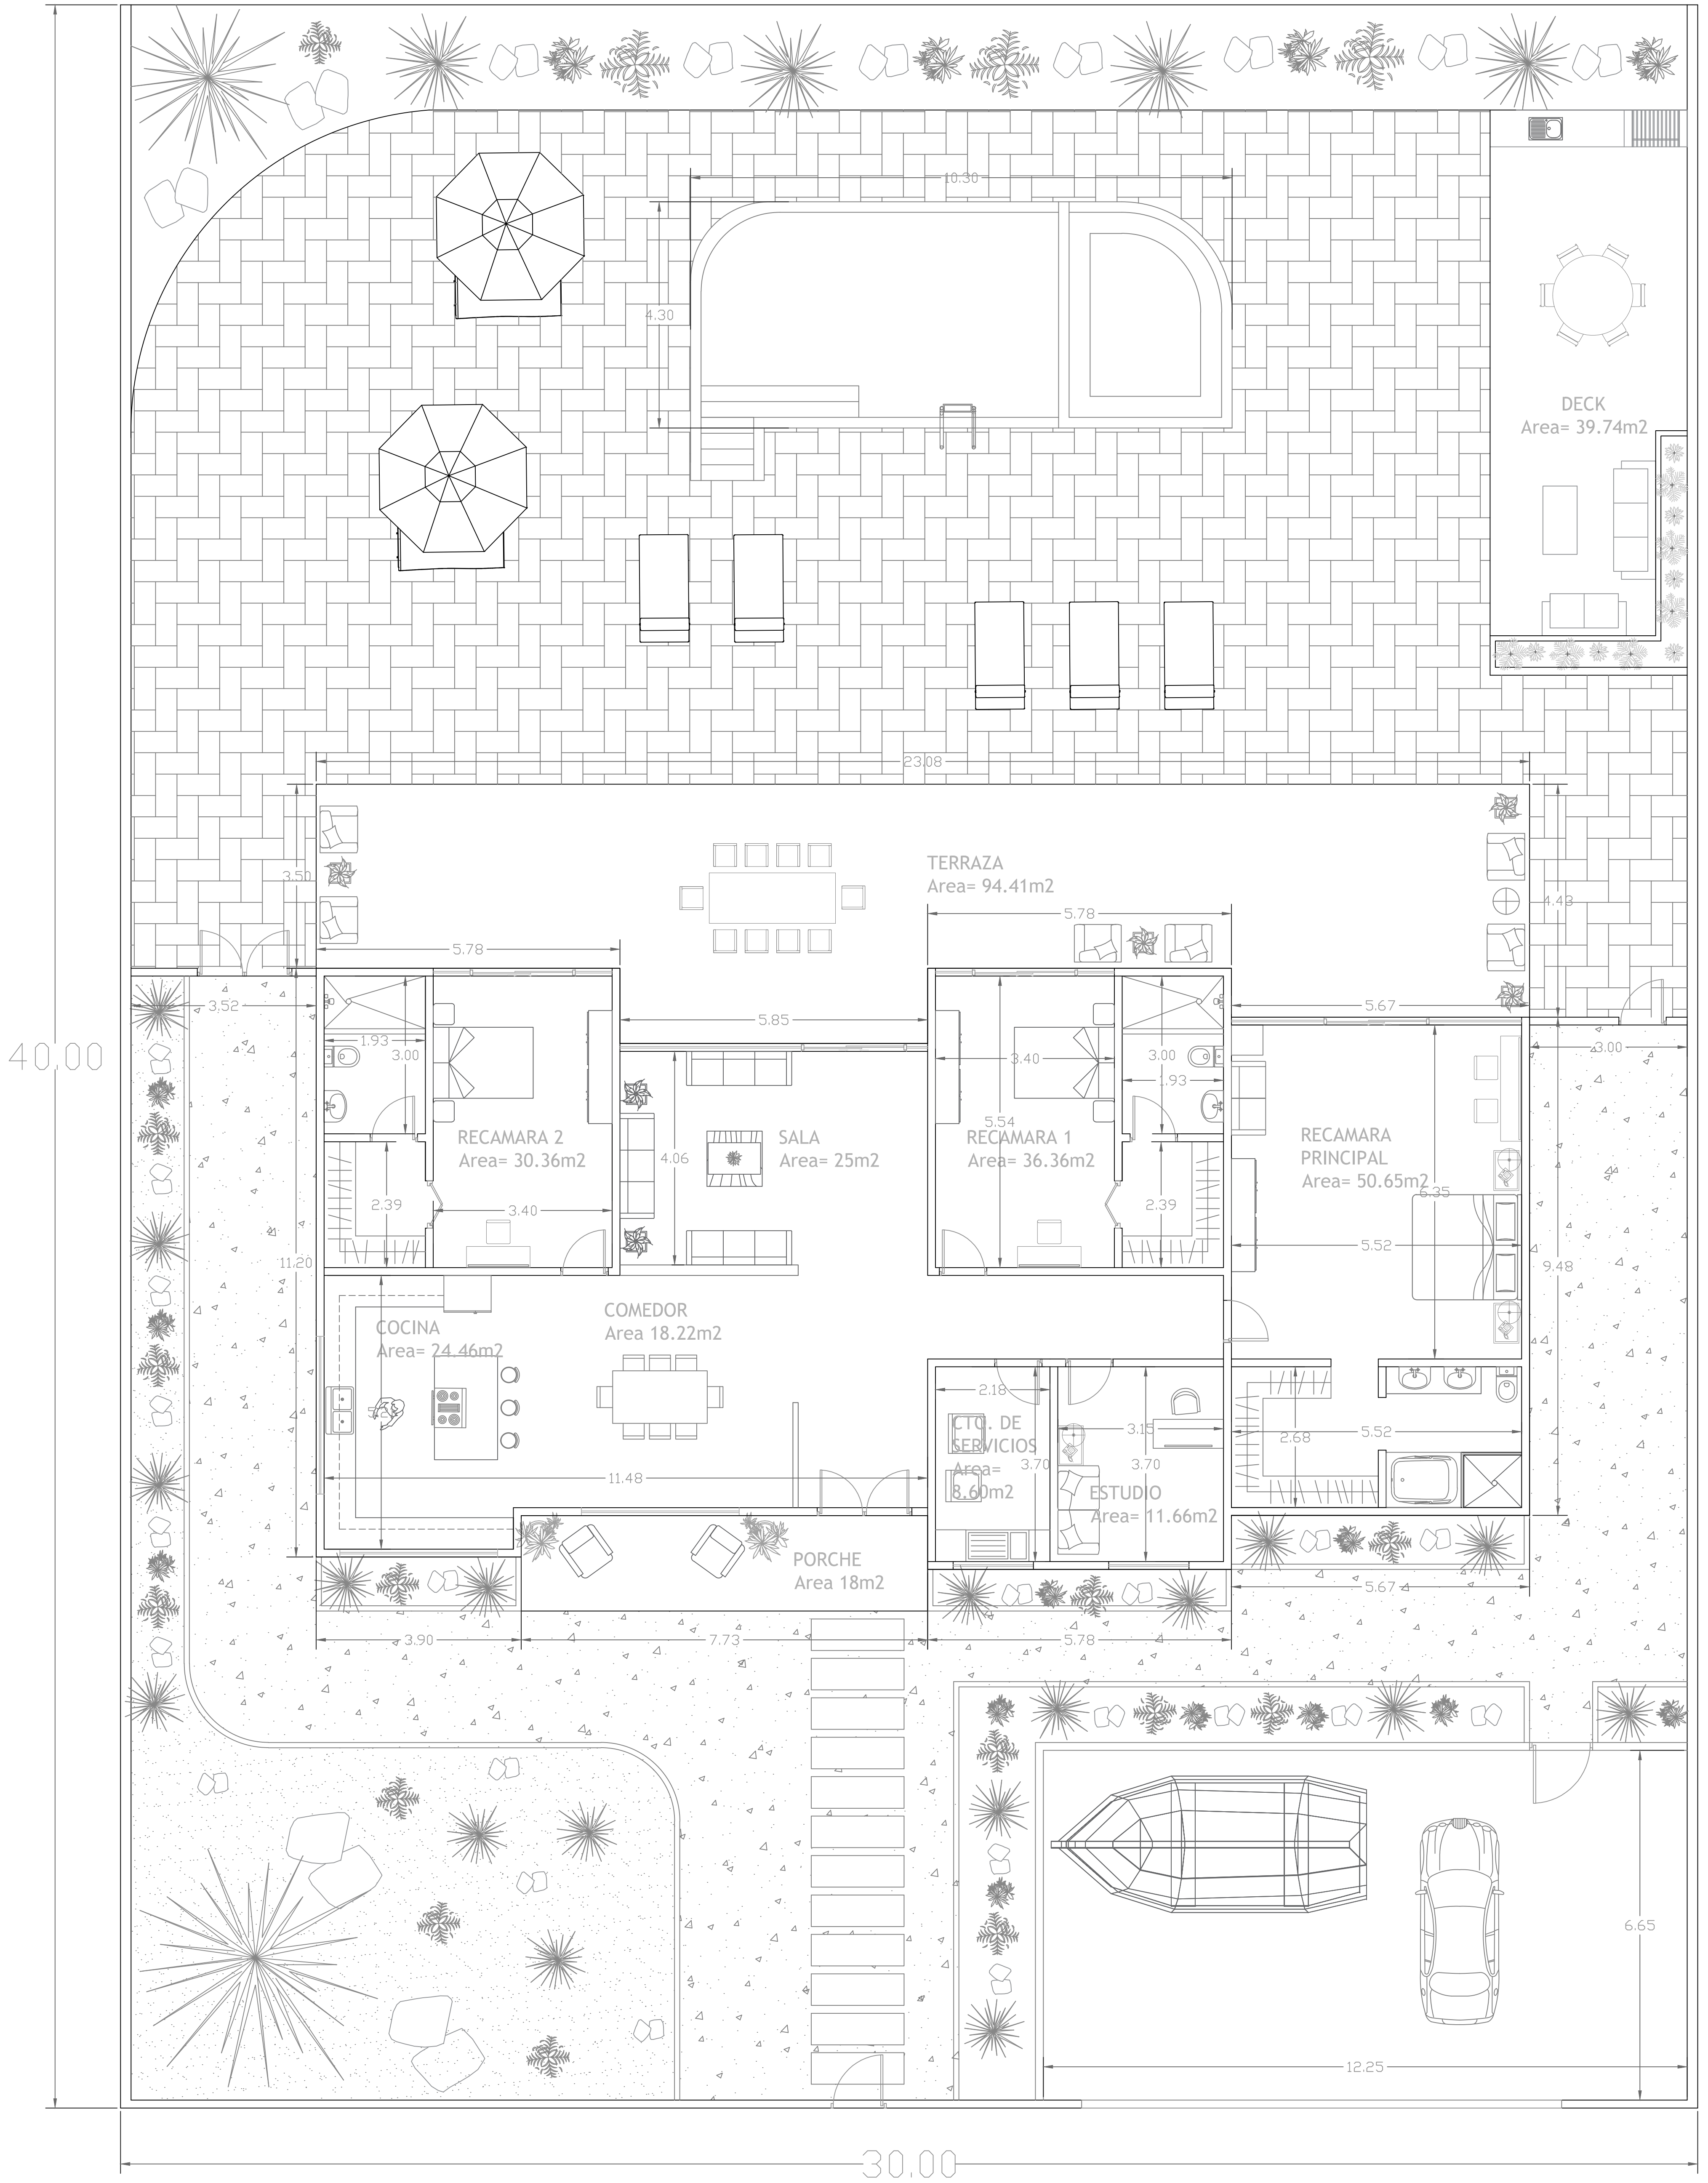 10.30
4.30
DECK
Area= 39.74m2
23.08
3.50
TERRAZA
Area= 94.41m2
4.43
5.78
5.78
3.52
5.85
5.67
40.00
1.93
3.00
3.40
3.00
1.93
3.00
5.54
RECAMARA 2
Area= 30.36m2
SALA
Area= 25m2
4.06
RECAMARA 1
Area= 36.36m2
RECAMARA
PRINCIPAL
Area= 50.65m2
6.35
2.39
3.40
2.39
5.52
11.20
9.48
COCINA
Area= 24.46m2
COMEDOR
Area 18.22m2
2.18
CTO. DE
SERVICIOS
Area=
8.60m2
3.15
2.68
5.52
11.48
3.70
3.70
ESTUDIO
Area= 11.66m2
PORCHE
Area 18m2
5.67
3.90
7.73
5.78
6.65
12.25
30.00